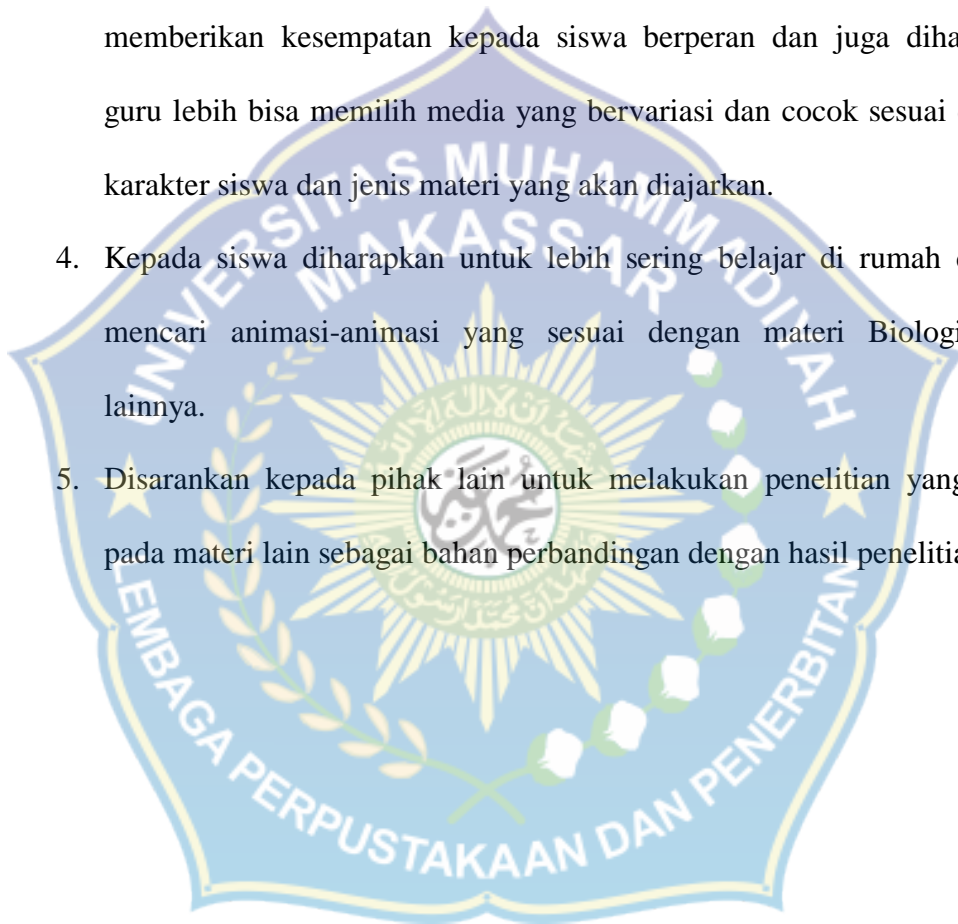 memberikan kesempatan kepada siswa berperan dan juga diha
guru lebih bisa memilih media yang bervariasi dan cocok sesuai
karakter siswa dan jenis materi yang akan diajarkan.
4. Kepada siswa diharapkan untuk lebih sering belajar di rumah
mencari animasi-animasi yang sesuai dengan materi Biologi
lainnya.
5. Disarankan kepada pihak lain untuk melakukan penelitian yang
pada materi lain sebagai bahan perbandingan dengan hasil penelitia
UNIVERSITAS MUHAMMADIYAH
MAKASSAR
LEMBAGA PERPUSTAKAAN DAN PENERBITAN